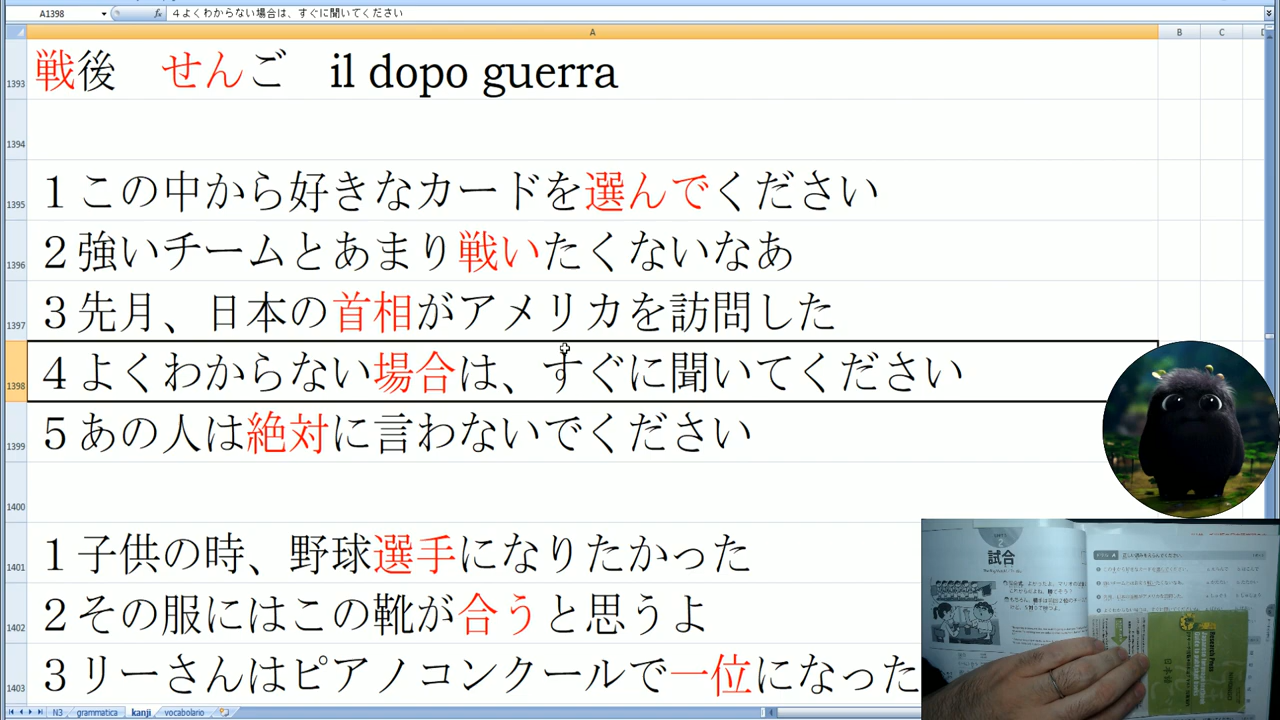 A1398
fx
４よくわからない場合は、すぐに聞いてください
A
B
C
1393
戦後　せんご　il dopo guerra
1394
1395
１この中から好きなカードを選んでください
1396
２強いチームとあまり戦いたくないなあ
1397
３先月、日本の首相がアメリカを訪問した
1398
４よくわからない場合は、すぐに聞いてください
1399
５あの人は絶対に言わないでください
1400
1401
１子供の時、野球選手になりたかった
1402
２その服にはこの靴が合うと思うよ
1403
３リーさんはピアノコンクールで一位になった
試合
N3
grammatica
kanji
vocabolario